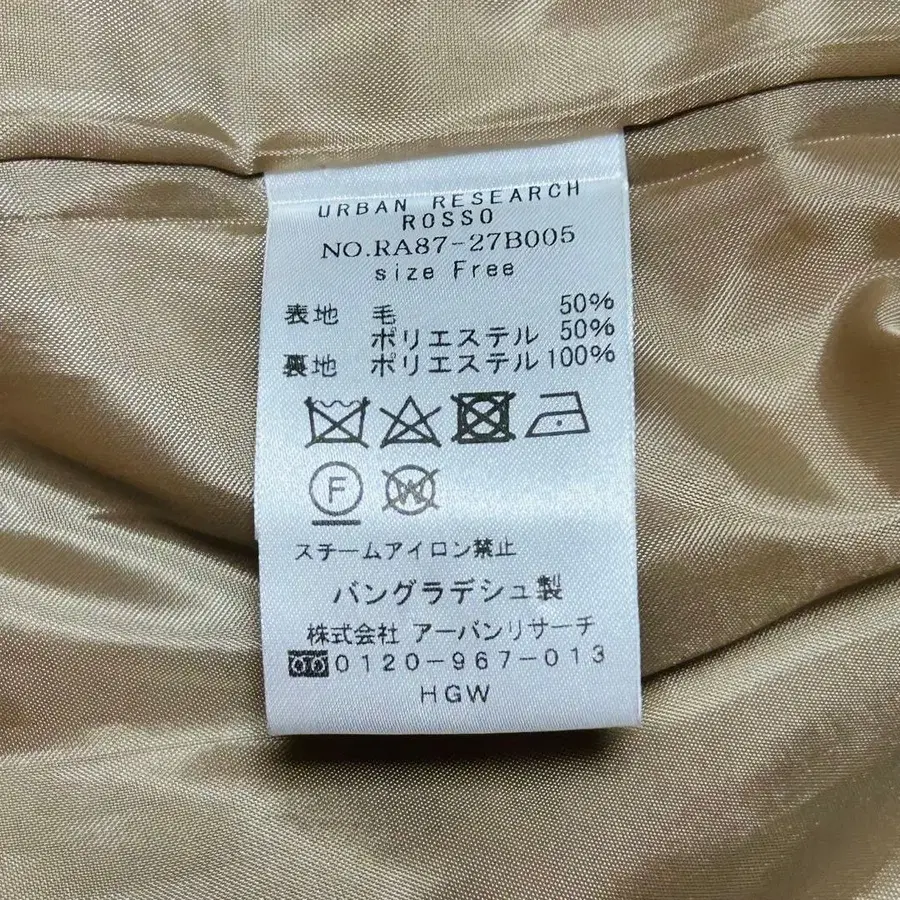 URBAN RESEARCH
ROSSO
NO.RA87-27B005
size Free
表地 毛 50%
ポリエステル 50%
裏地 ポリエステル 100%
F W
スチームアイロン禁止
バングラデシュ製
株式会社 アーバンリサーチ
0120-967-013
HGW